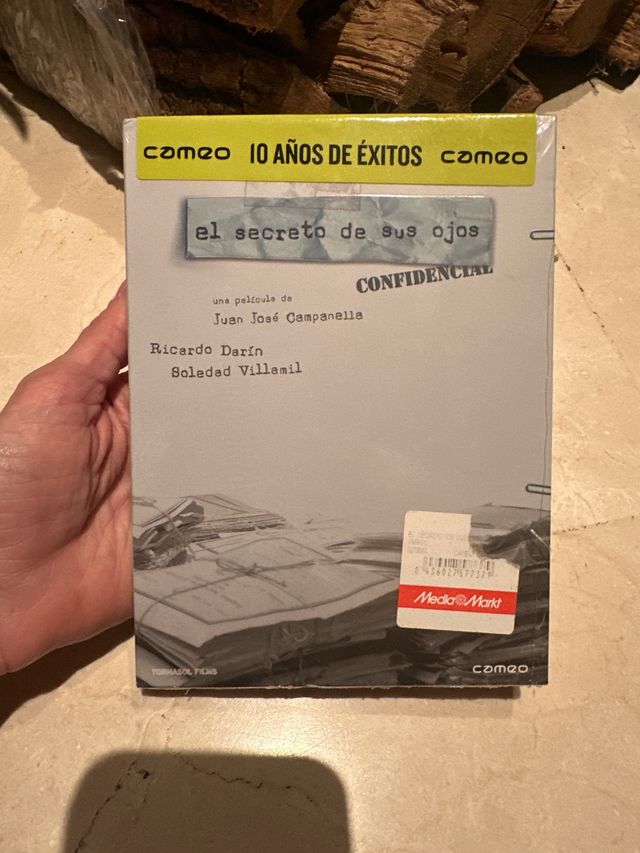 cameo 10 AÑOS DE ÉXITOS cameo
el secreto de sus ojos
CONFIDENCIAL
una película de
Juan José Campanella
Ricardo Darín
Soledad Villamil
MediaMarkt
TORNASOL FILMS
cameo